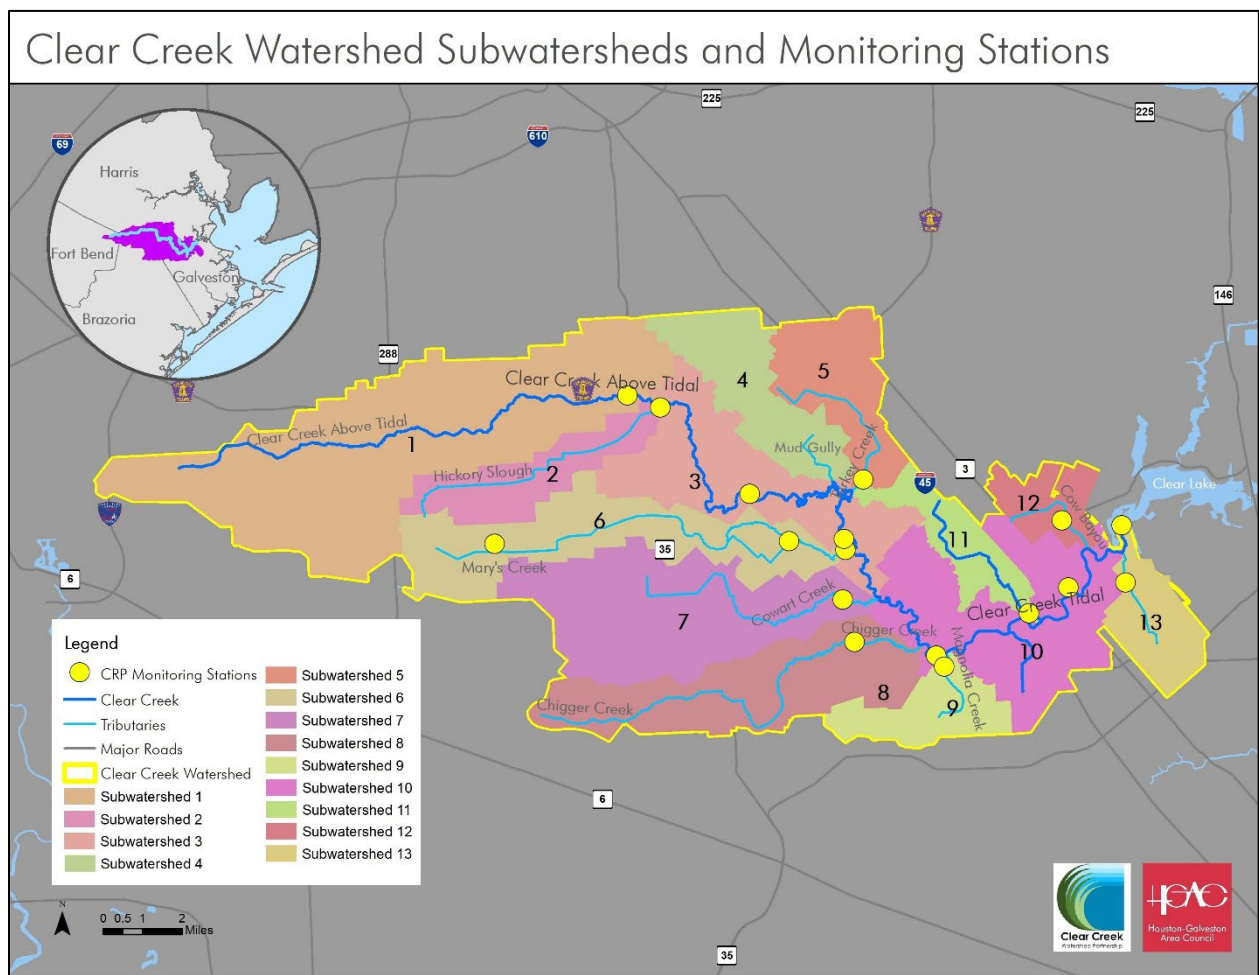 Clear Creek Watershed Subwatersheds and Monitoring Stations
225
225
69
610
Harris
Fort Bend
Galveston
Brazoria
146
288
Clear Creek Above Tidal
4
5
Clear Creek Above Tidal
1
Mud Gully
Turkey Creek
Hickory Slough
2
3
3
45
Clear Lake
12
Cow Bayou
6
11
35
6
Mary's Creek
Cowart Creek
Clear Creek Tidal
7
Chigger Creek
13
Magnolia Creek
10
8
Chigger Creek
9
6
35
Legend
CRP Monitoring Stations
Clear Creek
Tributaries
Major Roads
Clear Creek Watershed
Subwatershed 1
Subwatershed 2
Subwatershed 3
Subwatershed 4
Subwatershed 5
Subwatershed 6
Subwatershed 7
Subwatershed 8
Subwatershed 9
Subwatershed 10
Subwatershed 11
Subwatershed 12
Subwatershed 13
N
0 0.5 1 2
Miles
Clear Creek
Watershed Partnership
HGAC
Houston-Galveston
Area Council